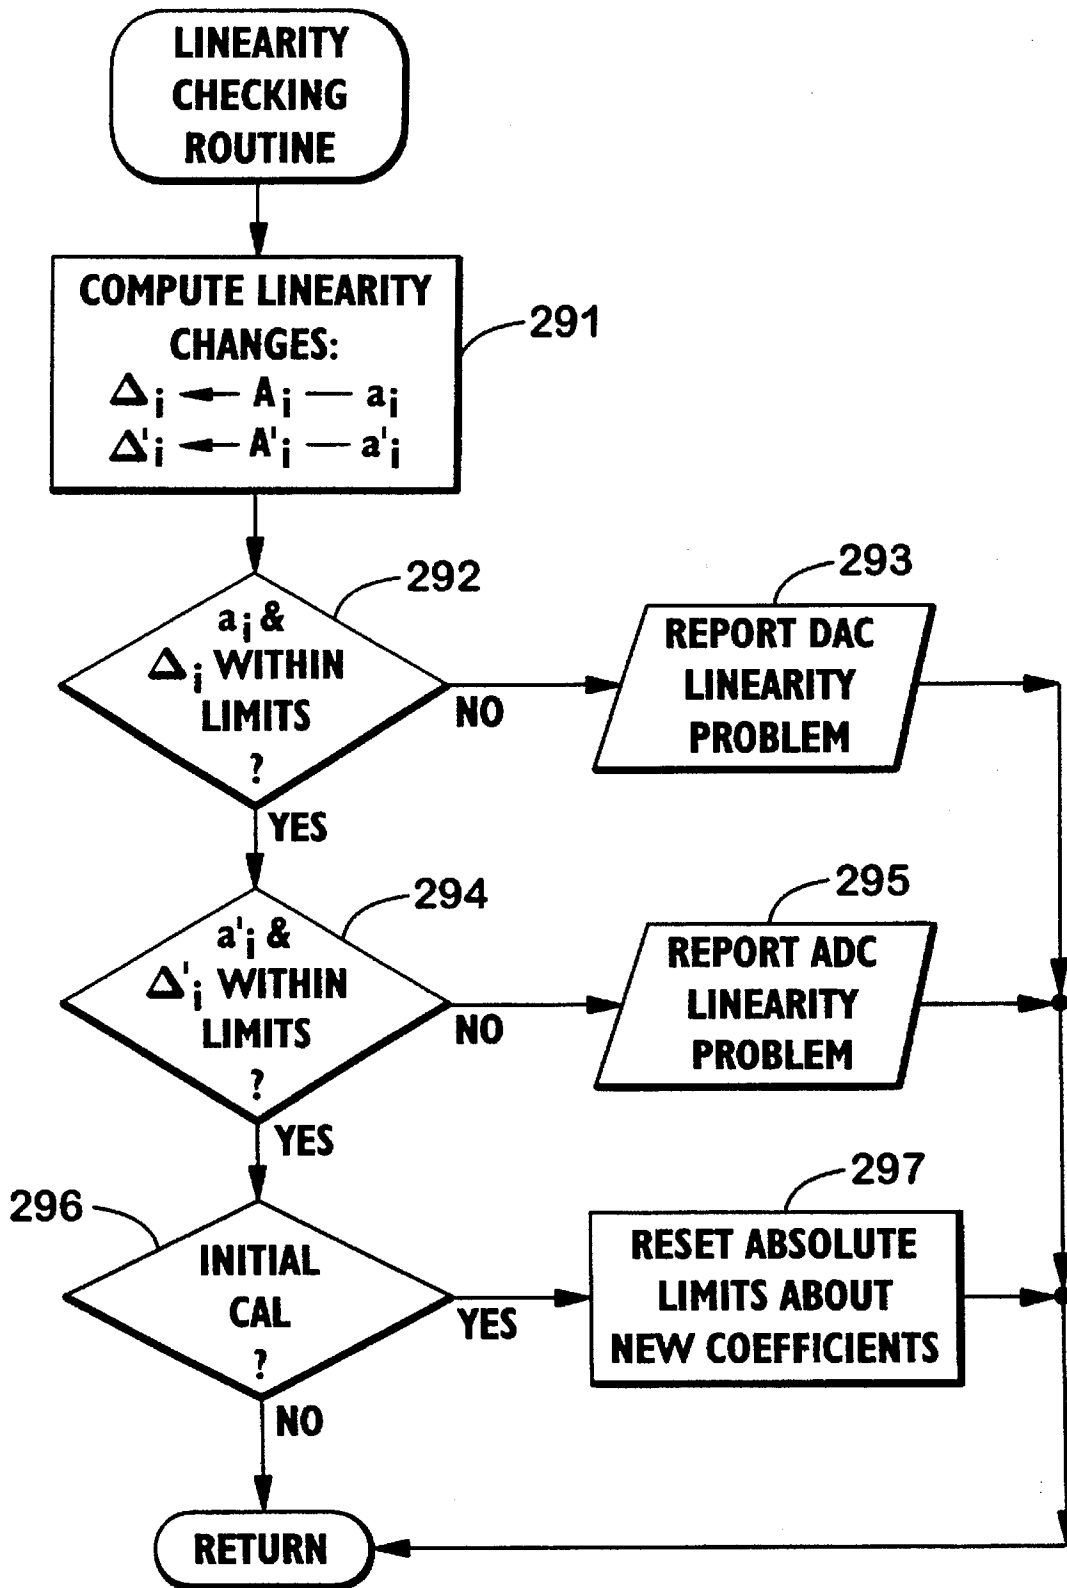 LINEARITY
CHECKING
ROUTINE
COMPUTE LINEARITY
CHANGES:
Δi ← Ai — ai
Δ'i ← A'i — a'i
291
ai &
Δi WITHIN
LIMITS
?
292
NO
YES
293
REPORT DAC
LINEARITY
PROBLEM
a'i &
Δ'i WITHIN
LIMITS
?
294
NO
YES
295
REPORT ADC
LINEARITY
PROBLEM
296
INITIAL
CAL
?
YES
NO
297
RESET ABSOLUTE
LIMITS ABOUT
NEW COEFFICIENTS
RETURN